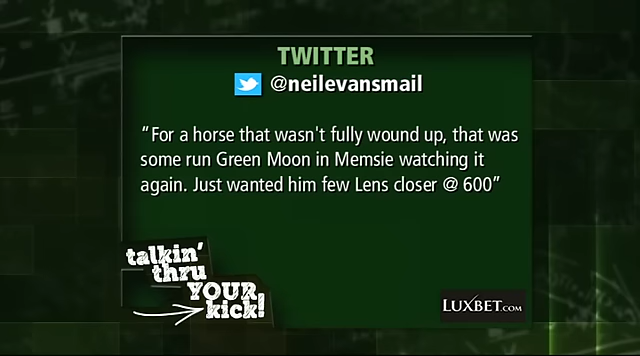 TWITTER
@neilevansmail
“For a horse that wasn't fully wound up, that was
some run Green Moon in Memsie watching it
again. Just wanted him few Lens closer @ 600”
talkin'
thru
YOUR
kick!
LUXBET.COM